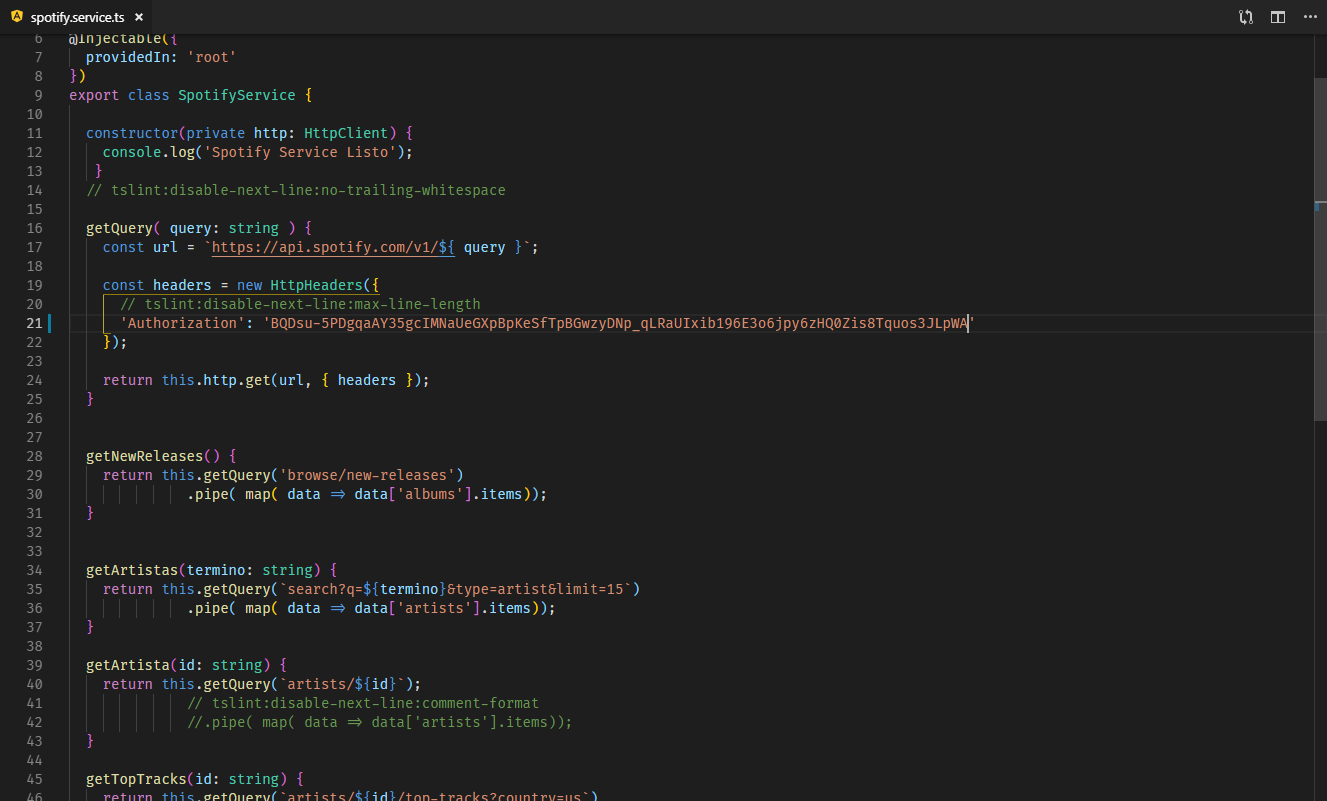 spotify.service.ts
6 @Injectable({
7 providedIn: 'root'
8 })
9 export class SpotifyService {
10
11 constructor(private http: HttpClient) {
12 console.log('Spotify Service Listo');
13 }
14 // tslint:disable-next-line:no-trailing-whitespace
15
16 getQuery( query: string ) {
17 const url = `https://api.spotify.com/v1/${ query }`;
18
19 const headers = new HttpHeaders({
20 // tslint:disable-next-line:max-line-length
21 'Authorization': 'BQDsu-5PDgqaAY35gcIMNaUeGXpBpKeSfTpBGwzyDNp_qLRaUIxib196E3o6jpy6zHQ0Zis8Tquos3JLpWA'
22 });
23
24 return this.http.get(url, { headers });
25 }
26
27
28 getNewReleases() {
29 return this.getQuery('browse/new-releases')
30 .pipe( map( data => data['albums'].items));
31 }
32
33
34 getArtistas(termino: string) {
35 return this.getQuery(`search?q=${termino}&type=artist&limit=15`)
36 .pipe( map( data => data['artists'].items));
37 }
38
39 getArtista(id: string) {
40 return this.getQuery(`artists/${id}`);
41 // tslint:disable-next-line:comment-format
42 //.pipe( map( data => data['artists'].items));
43 }
44
45 getTopTracks(id: string) {
46 return this.getQuery(`artists/${id}/top-tracks?country=us`)